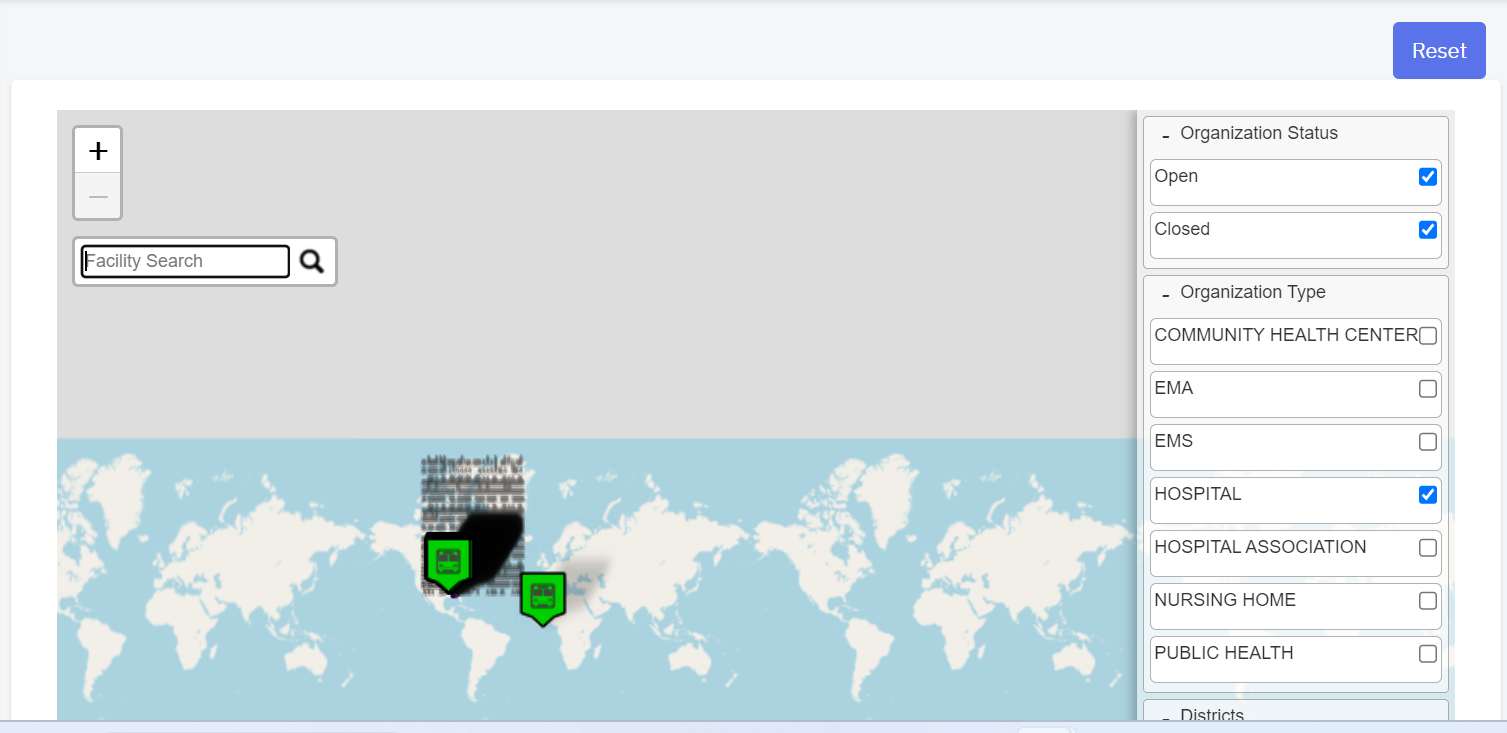 Reset
+
−
Facility Search
- Organization Status
Open
Closed
- Organization Type
COMMUNITY HEALTH CENTER
EMA
EMS
HOSPITAL
HOSPITAL ASSOCIATION
NURSING HOME
PUBLIC HEALTH
- Districts